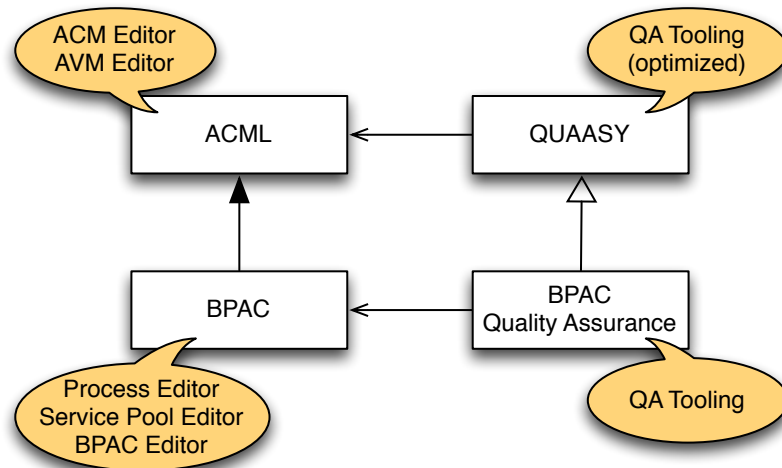 ACM Editor
AVM Editor
QA Tooling
(optimized)
ACML
QUAASY
BPAC
BPAC
Quality Assurance
Process Editor
Service Pool Editor
BPAC Editor
QA Tooling